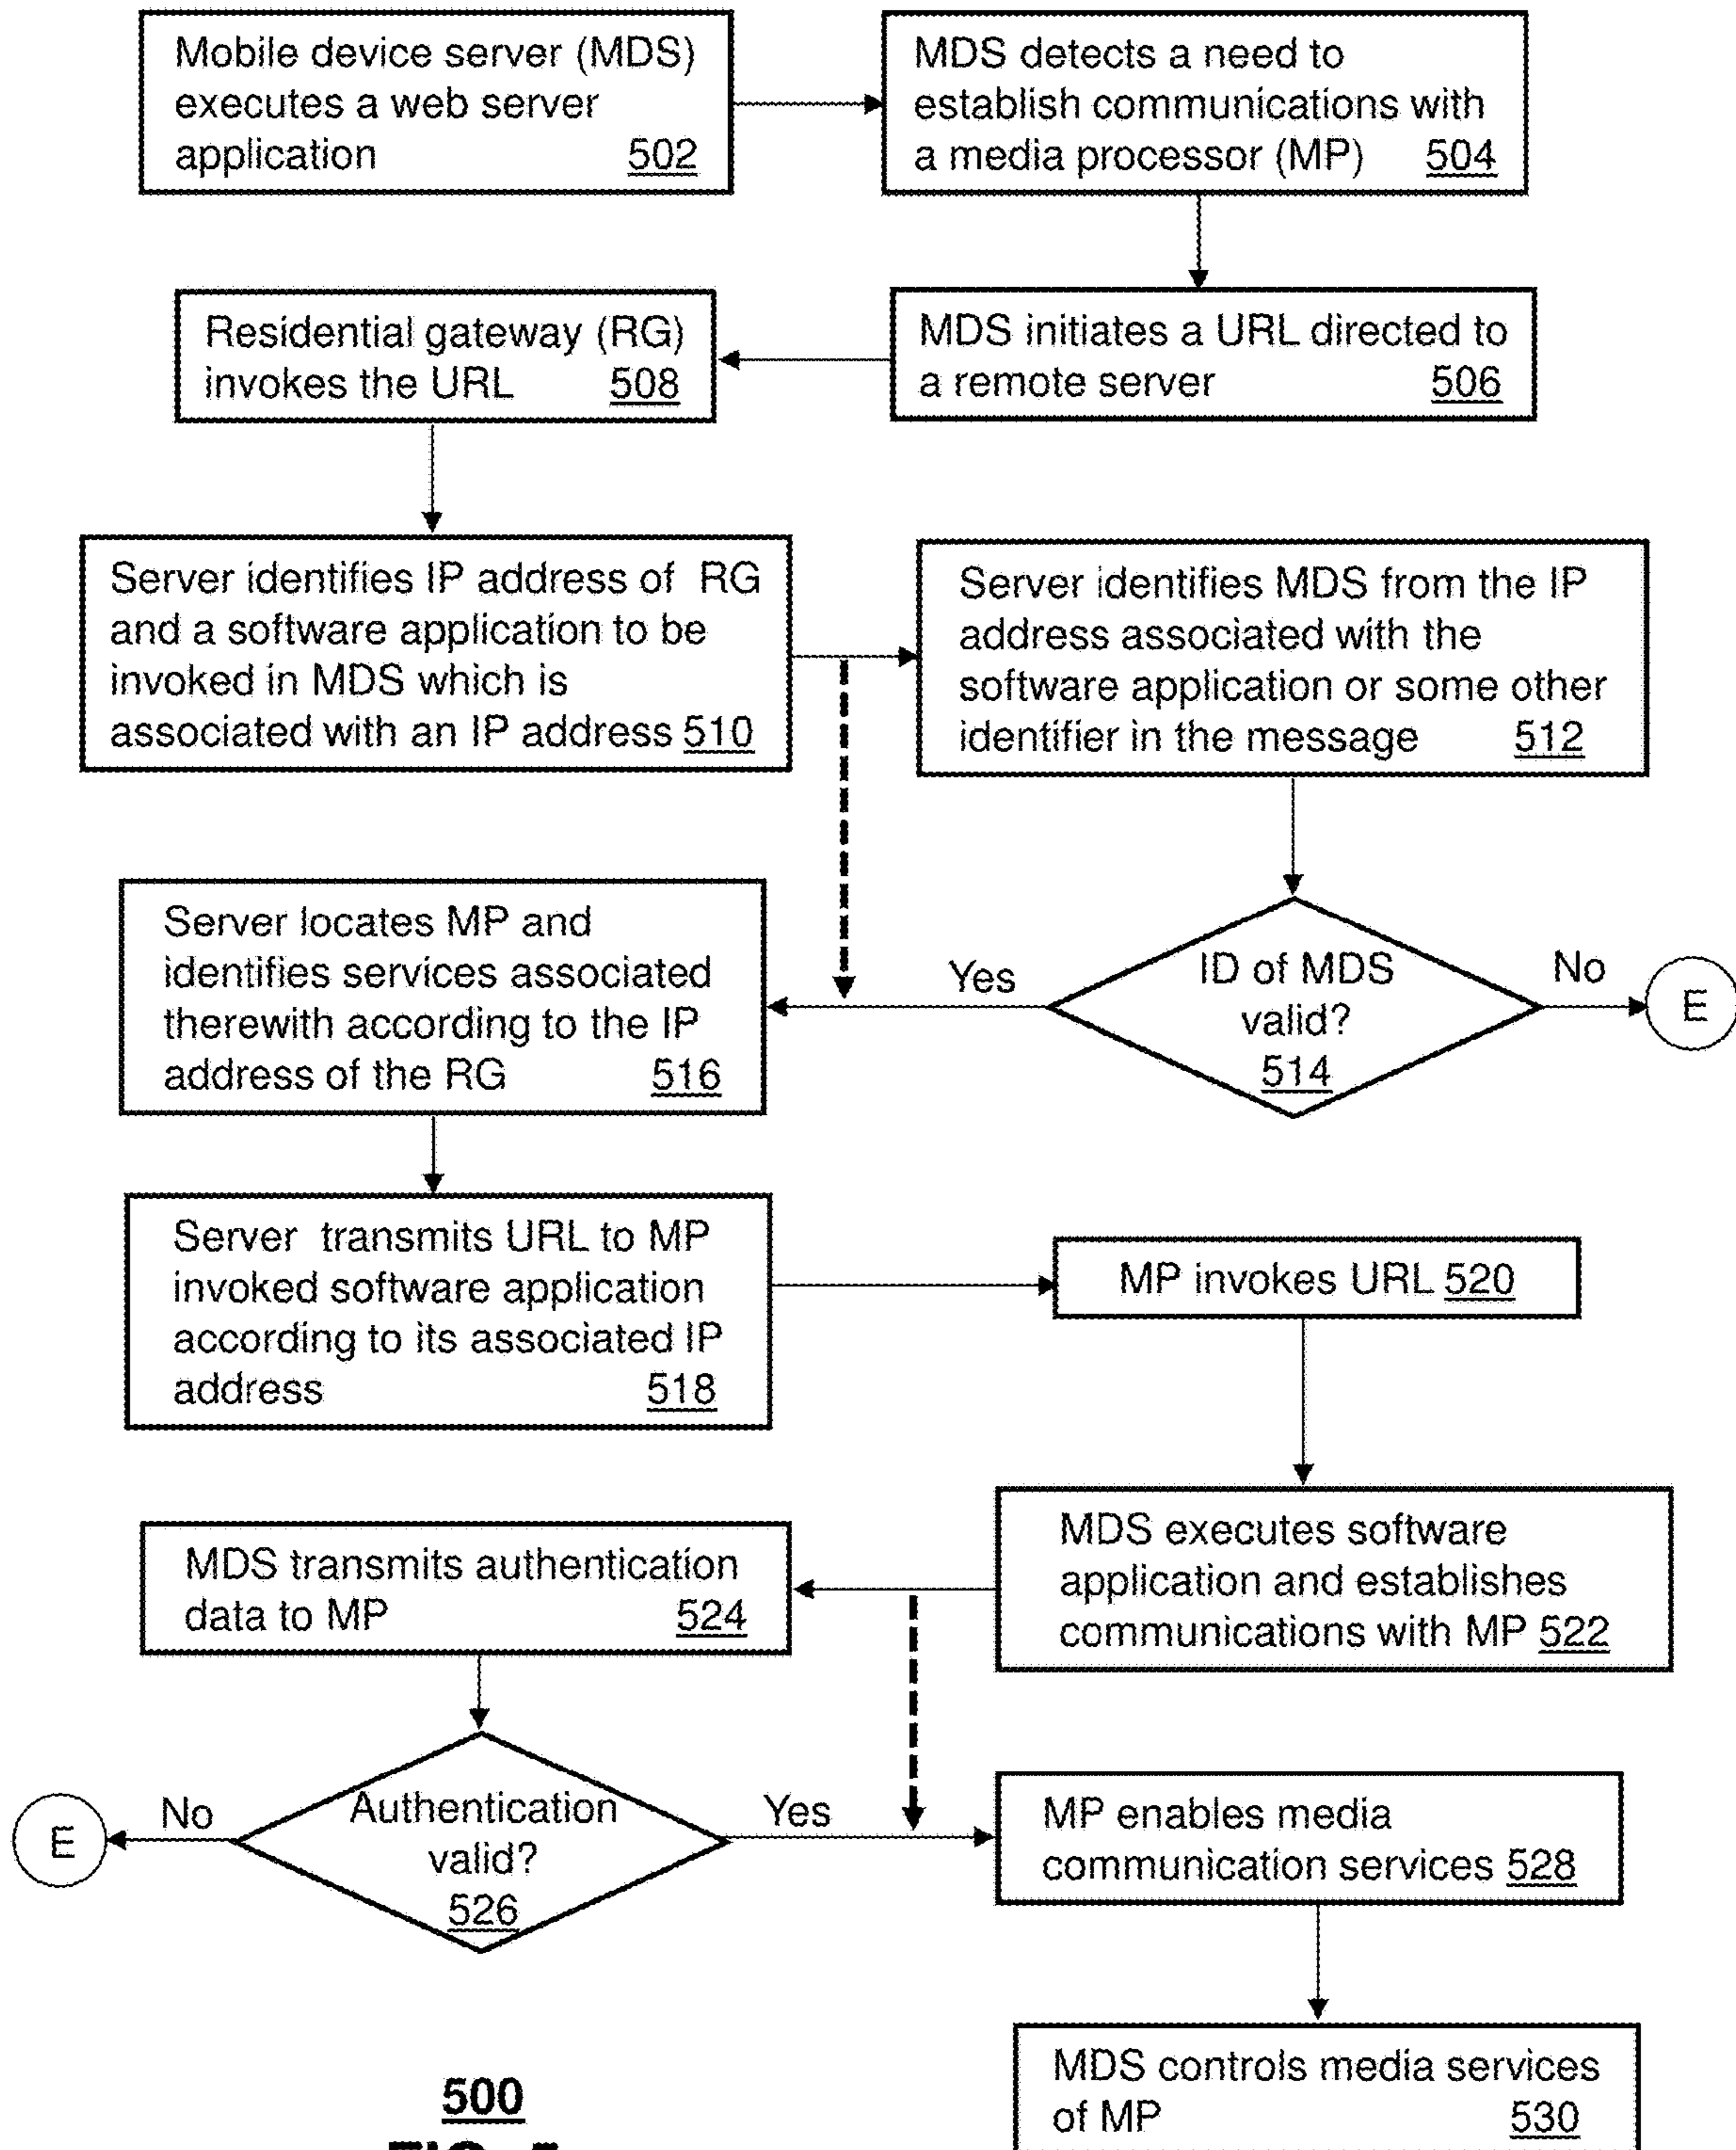 Mobile device server (MDS)
executes a web server
application 502
MDS detects a need to
establish communications with
a media processor (MP) 504
Residential gateway (RG)
invokes the URL 508
MDS initiates a URL directed to
a remote server 506
Server identifies IP address of RG
and a software application to be
invoked in MDS which is
associated with an IP address 510
Server identifies MDS from the IP
address associated with the
software application or some other
identifier in the message 512
Server locates MP and
identifies services associated
therewith according to the IP
address of the RG 516
Yes
ID of MDS
valid?
514
No
E
Server transmits URL to MP
invoked software application
according to its associated IP
address 518
MP invokes URL 520
MDS transmits authentication
data to MP 524
MDS executes software
application and establishes
communications with MP 522
E
No
Authentication
valid?
526
Yes
MP enables media
communication services 528
MDS controls media services
of MP 530
500
FIG. 5